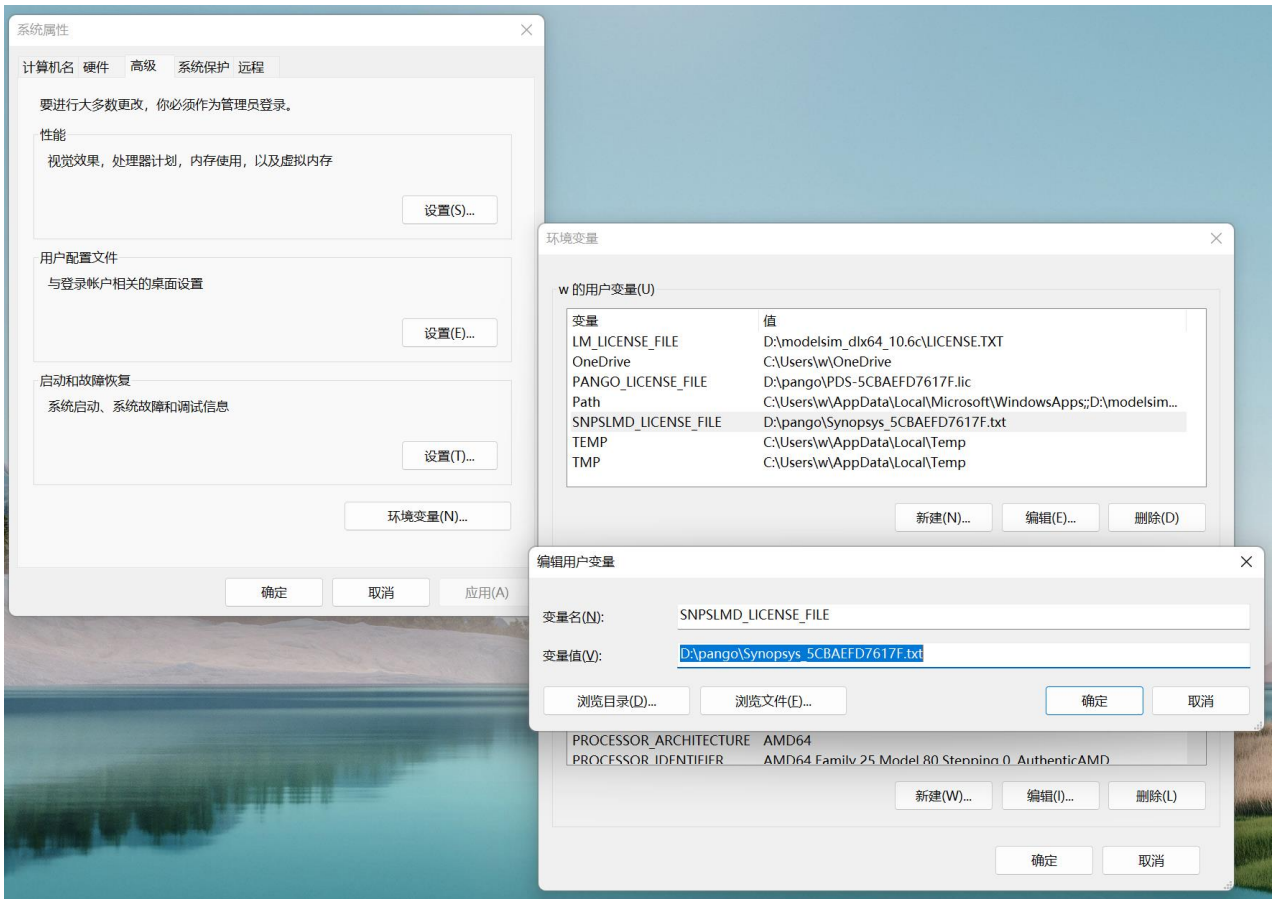 系统属性
计算机名 硬件 高级 系统保护 远程
要进行大多数更改，你必须作为管理员登录。
性能
视觉效果，处理器计划，内存使用，以及虚拟内存
设置(S)...
用户配置文件
与登录帐户相关的桌面设置
设置(E)...
启动和故障恢复
系统启动、系统故障和调试信息
设置(T)...
环境变量(N)...
确定 取消 应用(A)
环境变量
w 的用户变量(U)
变量 值
LM_LICENSE_FILE D:\modelsim_dlx64_10.6c\LICENSE.TXT
OneDrive C:\Users\w\OneDrive
PANGO_LICENSE_FILE D:\pango\PDS-5CBAEFD7617F.lic
Path C:\Users\w\AppData\Local\Microsoft\WindowsApps;;D:\modelsim...
SNPSLMD_LICENSE_FILE D:\pango\Synopsys_5CBAEFD7617F.txt
TEMP C:\Users\w\AppData\Local\Temp
TMP C:\Users\w\AppData\Local\Temp
新建(N)... 编辑(E)... 删除(D)
编辑用户变量
变量名(N): SNPSLMD_LICENSE_FILE
变量值(V): D:\pango\Synopsys_5CBAEFD7617F.txt
浏览目录(D)... 浏览文件(F)... 确定 取消
PROCESSOR_ARCHITECTURE AMD64
PROCESSOR_IDENTIFIER AMD64 Family 25 Model 80 Stepping 0, AuthenticAMD
新建(W)... 编辑(I)... 删除(L)
确定 取消